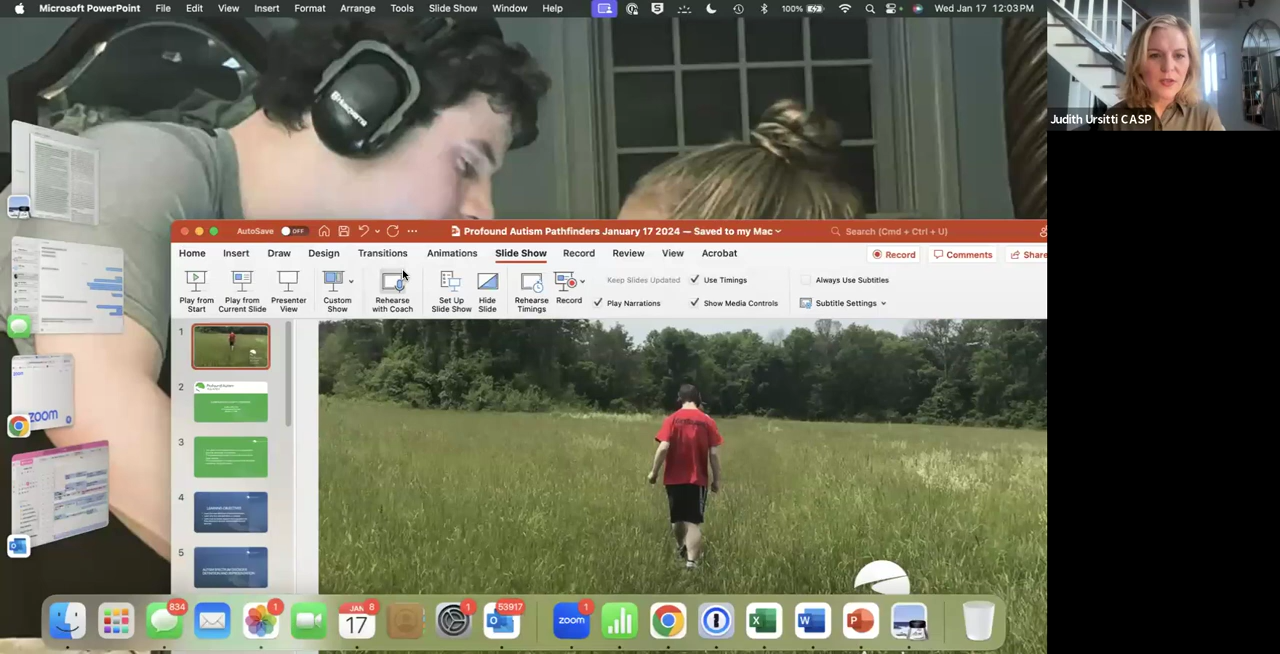 Microsoft PowerPoint File Edit View Insert Format Arrange Tools Slide Show Window Help 100% Wed Jan 17 12:03 PM
Judith Ursitti CASP
AutoSave OFF Profound Autism Pathfinders January 17 2024 — Saved to my Mac Search (Cmd + Ctrl + U)
Home Insert Draw Design Transitions Animations Slide Show Record Review View Acrobat Record Comments Share
Play from Start
Play from Current Slide
Presenter View
Custom Show
Rehearse with Coach
Set Up Slide Show
Hide Slide
Rehearse Timings
Record
Keep Slides Updated
Use Timings
Play Narrations
Show Media Controls
Always Use Subtitles
Subtitle Settings
1
2
3
4
LEARNING OBJECTIVES
5
zoom
834
1
JAN 8
17
1
53917
zoom 1
X
W
P